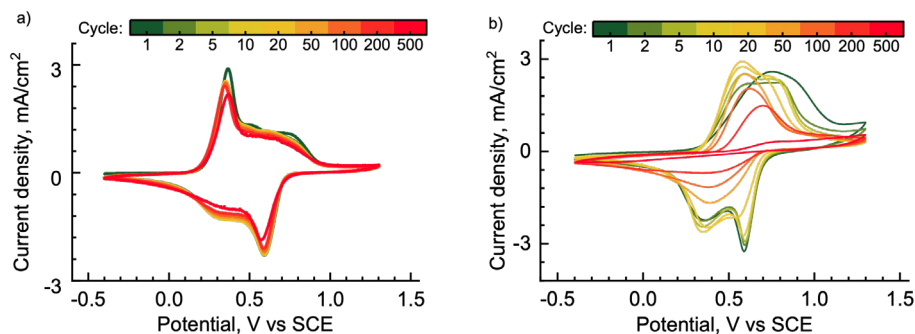 a)
Cycle: 1 2 5 10 20 50 100 200 500
Current density, mA/cm²
3
0
-3
-0.5 0.0 0.5 1.0 1.5
Potential, V vs SCE
b)
Cycle: 1 2 5 10 20 50 100 200 500
Current density, mA/cm²
3
0
-3
-0.5 0.0 0.5 1.0 1.5
Potential, V vs SCE